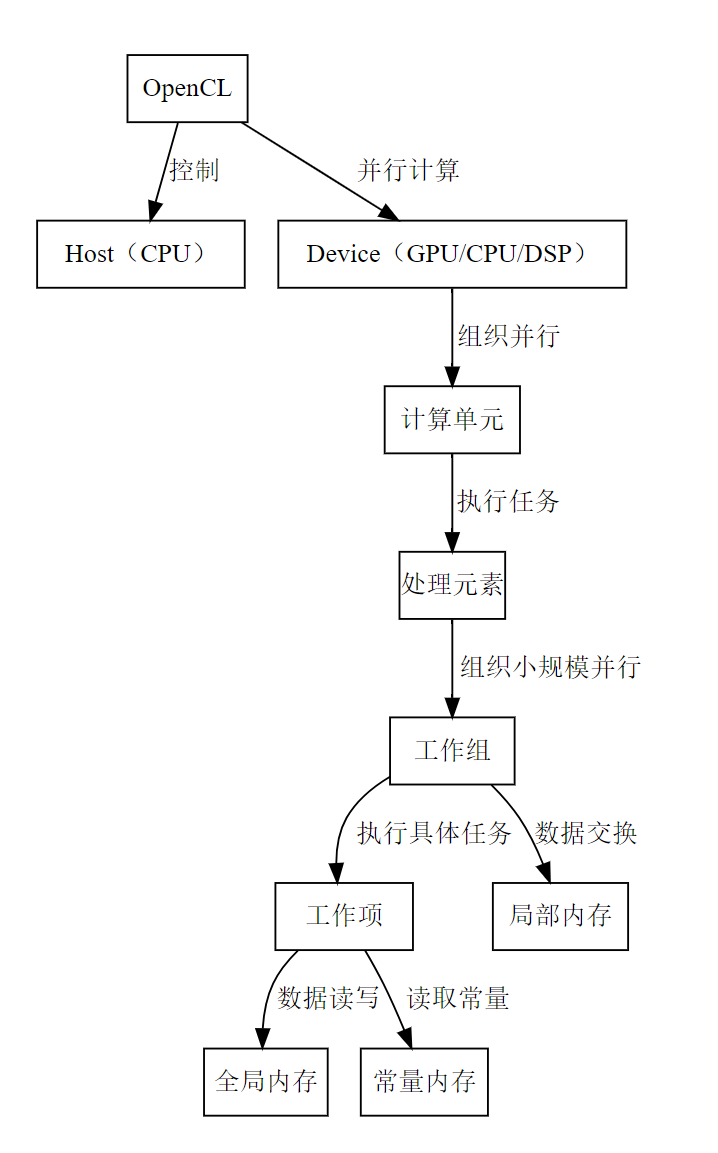 OpenCL
控制
并行计算
Host（CPU）
Device（GPU/CPU/DSP）
组织并行
计算单元
执行任务
处理元素
组织小规模并行
工作组
执行具体任务
数据交换
工作项
局部内存
数据读写
读取常量
全局内存
常量内存